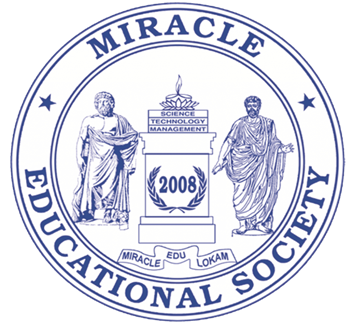 MIRACLE
SCIENCE
TECHNOLOGY
MANAGEMENT
2008
MIRACLE EDU LOKAM
EDUCATIONAL SOCIETY